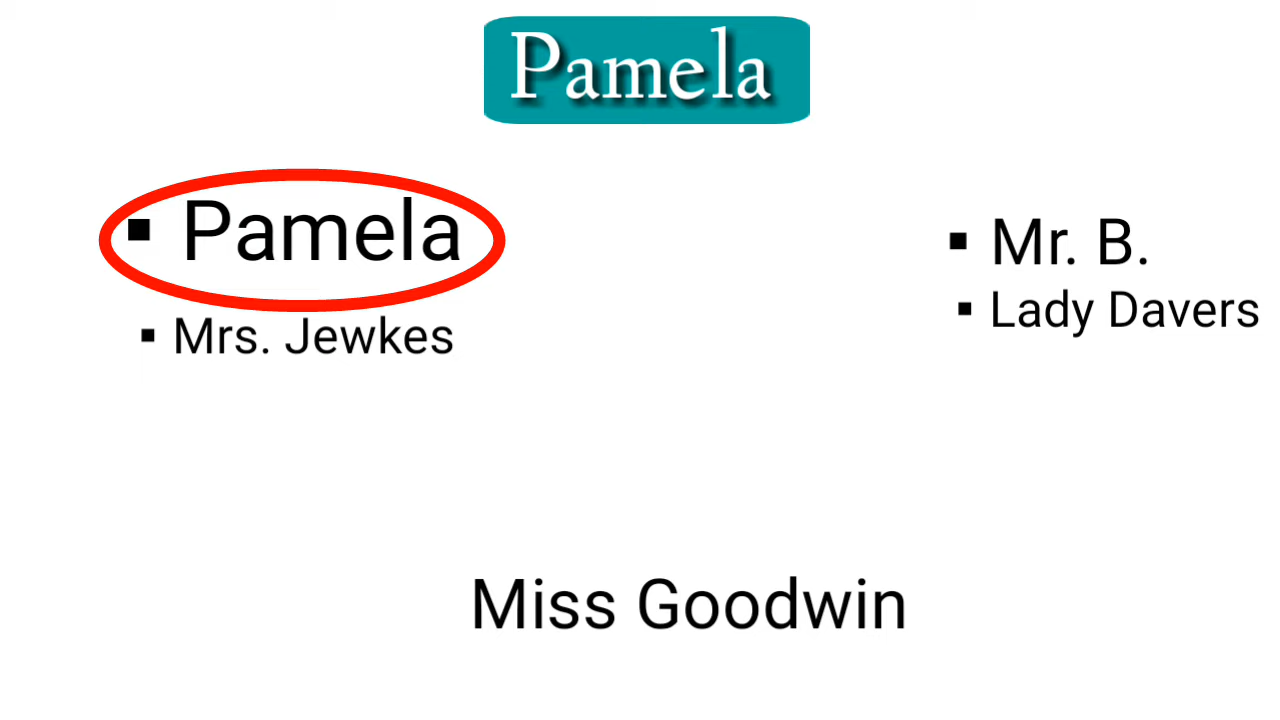 Pamela
▪ Pamela
▪ Mrs. Jewkes
▪ Mr. B.
▪ Lady Davers
Miss Goodwin